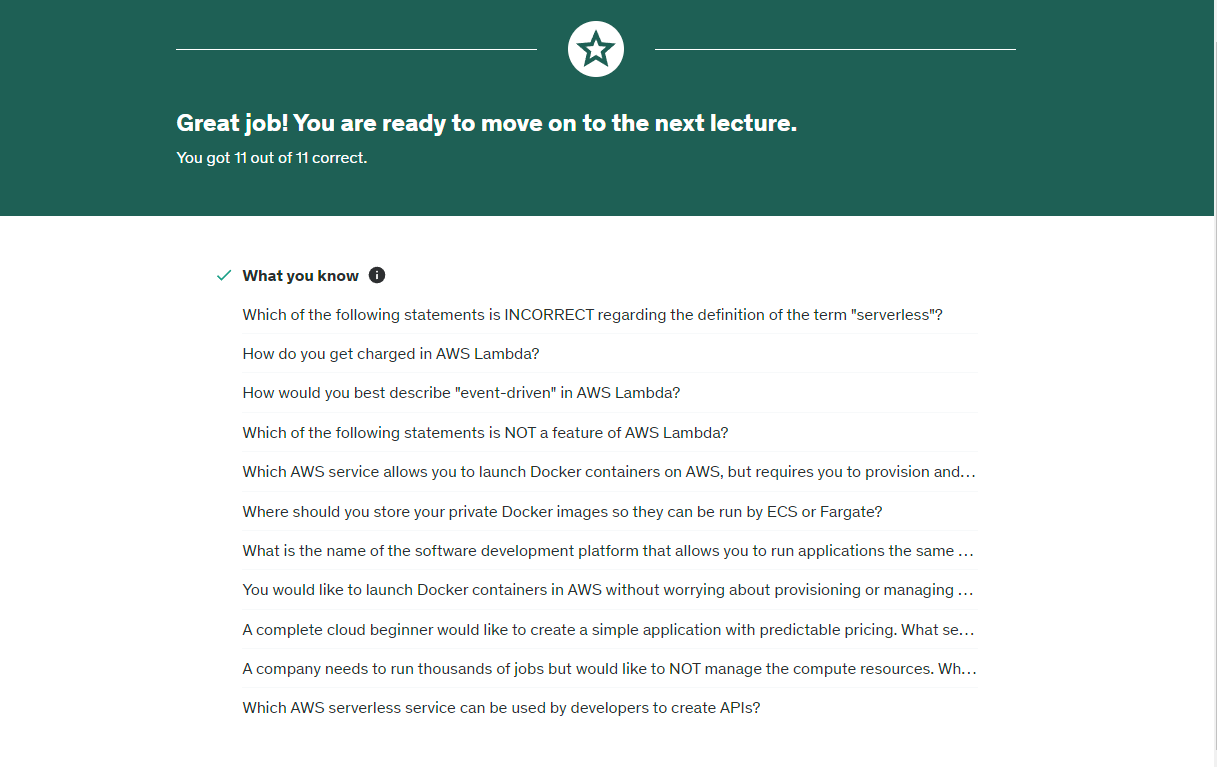 Great job! You are ready to move on to the next lecture.
You got 11 out of 11 correct.
What you know
Which of the following statements is INCORRECT regarding the definition of the term "serverless"?
How do you get charged in AWS Lambda?
How would you best describe "event-driven" in AWS Lambda?
Which of the following statements is NOT a feature of AWS Lambda?
Which AWS service allows you to launch Docker containers on AWS, but requires you to provision and...
Where should you store your private Docker images so they can be run by ECS or Fargate?
What is the name of the software development platform that allows you to run applications the same ...
You would like to launch Docker containers in AWS without worrying about provisioning or managing ...
A complete cloud beginner would like to create a simple application with predictable pricing. What se...
A company needs to run thousands of jobs but would like to NOT manage the compute resources. Wh...
Which AWS serverless service can be used by developers to create APIs?